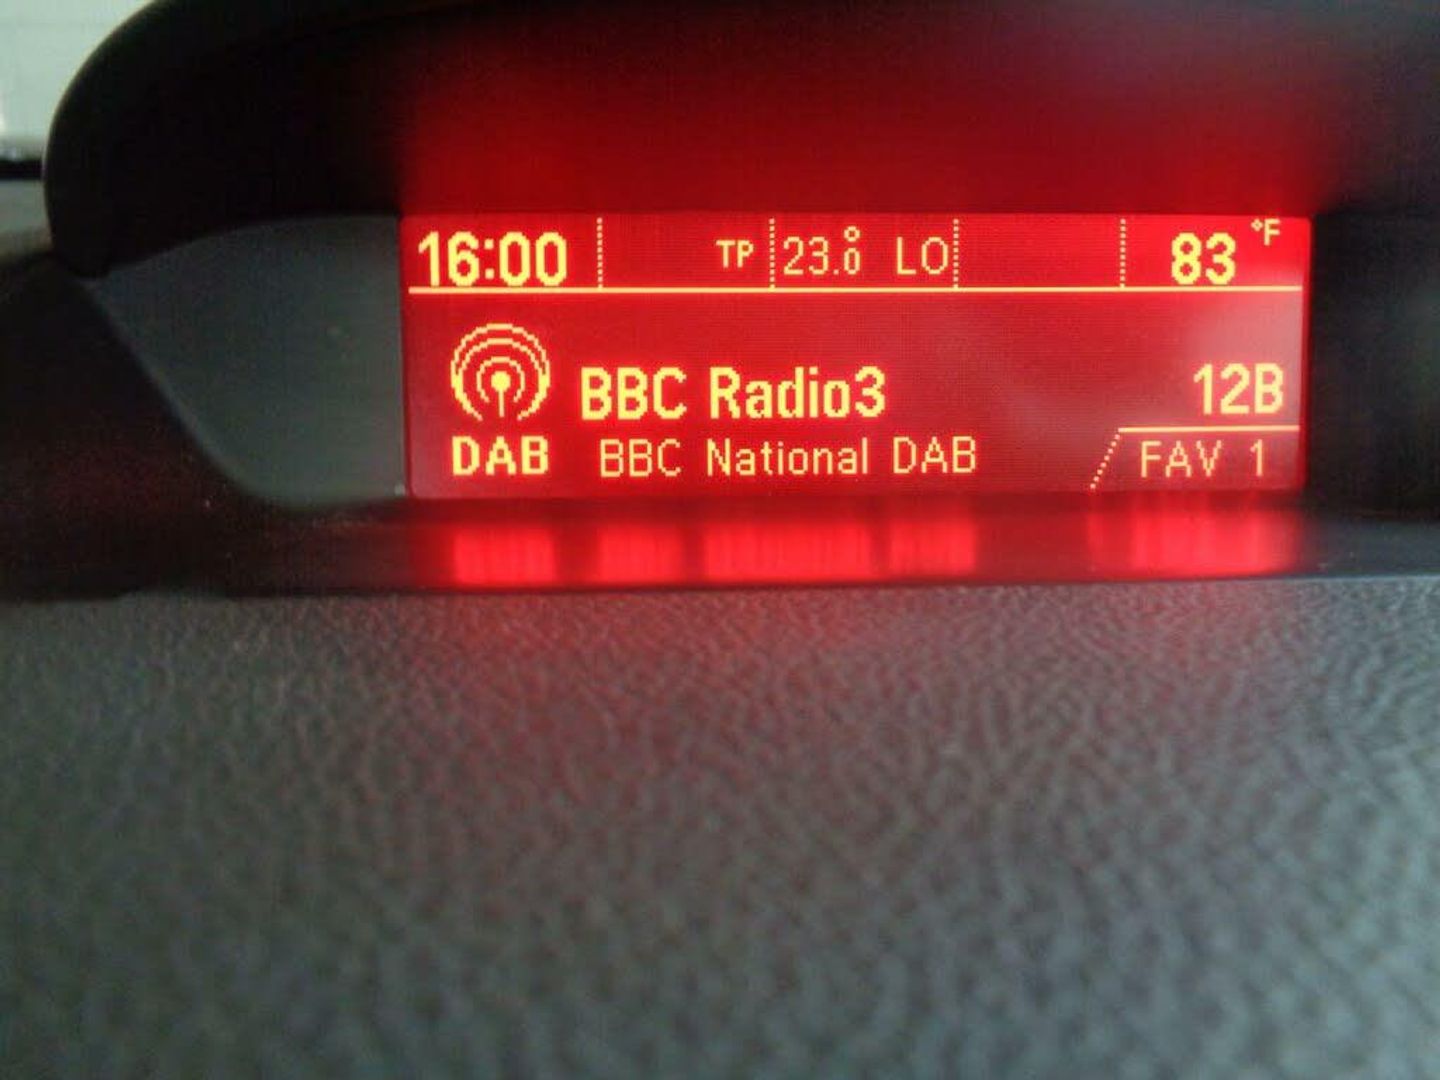 16:00 TP 23.0° LO 83 °F
BBC Radio3 12B
DAB BBC National DAB FAV 1